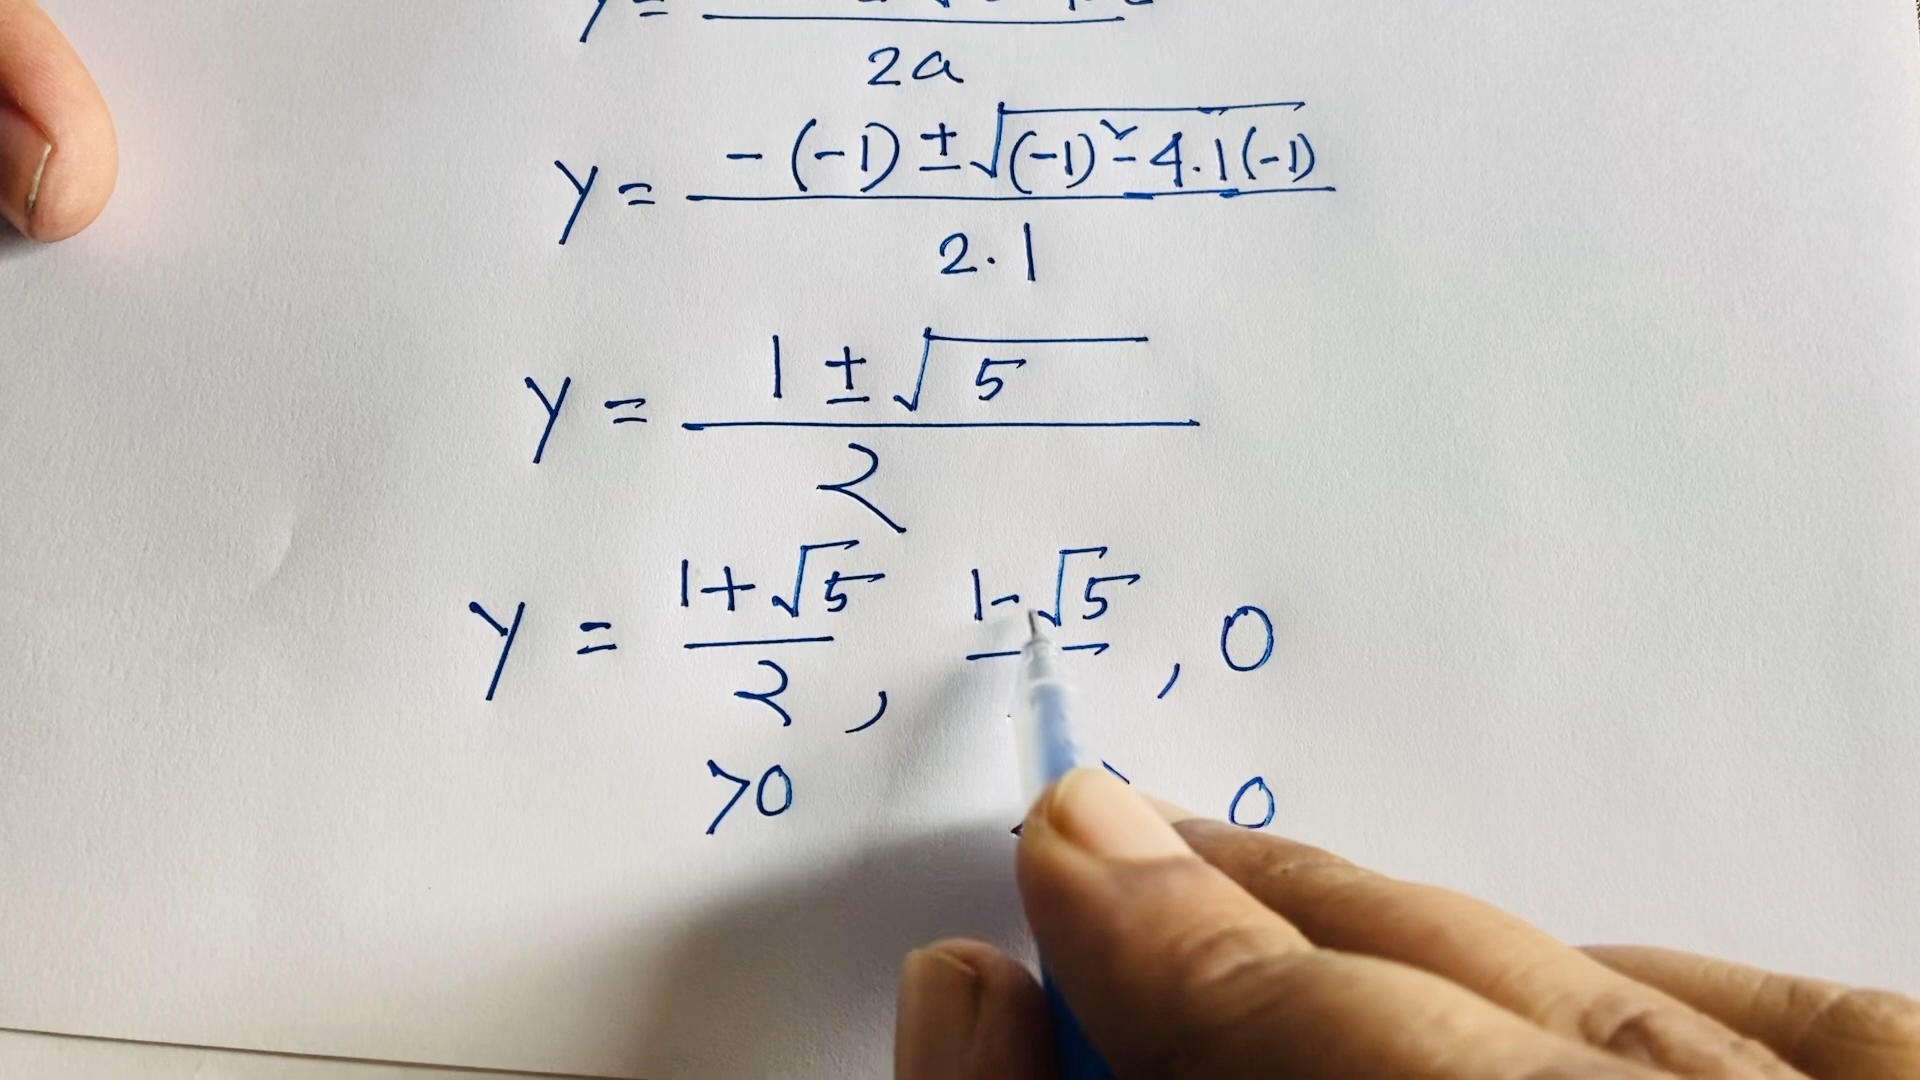 y =
2a
y = -(-1) ± √(-1)² - 4.1(-1)
2.1
y = 1 ± √5
2
y = 1+√5 , 1-√5 , 0
2
>0 0